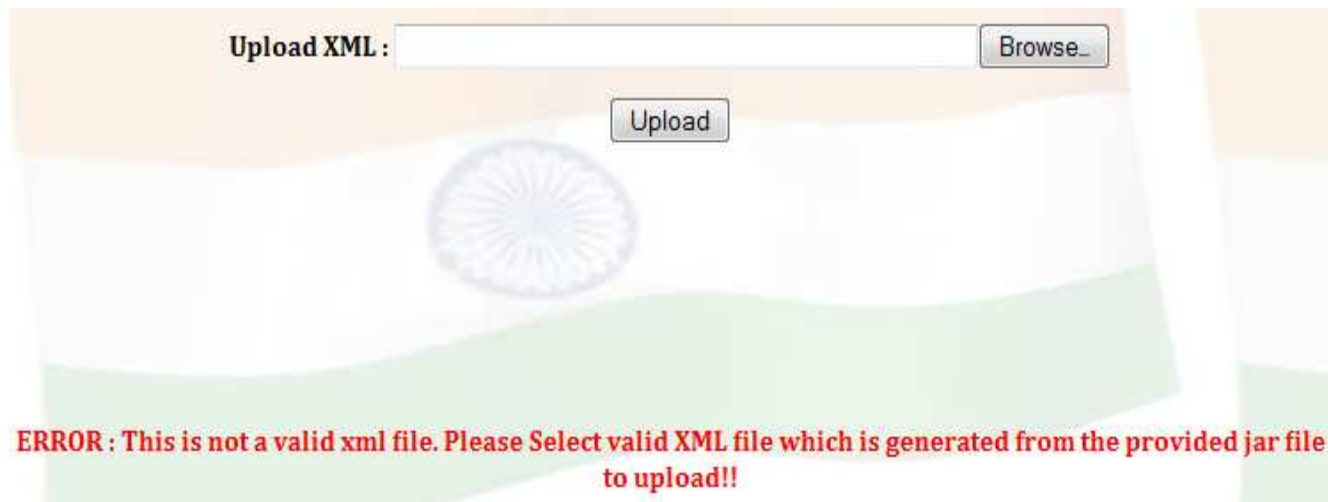 Upload XML :
Browse_
Upload
ERROR : This is not a valid xml file. Please Select valid XML file which is generated from the provided jar file
to upload!!